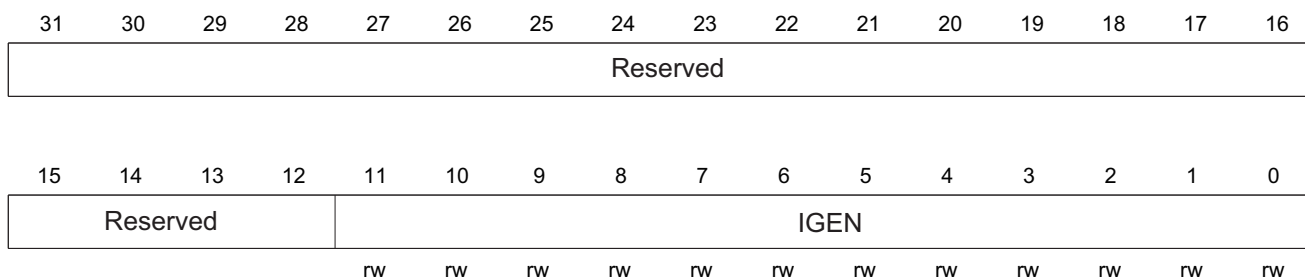 31 30 29 28 27 26 25 24 23 22 21 20 19 18 17 16
Reserved
15 14 13 12 11 10 9 8 7 6 5 4 3 2 1 0
Reserved IGEN
rw rw rw rw rw rw rw rw rw rw rw rw